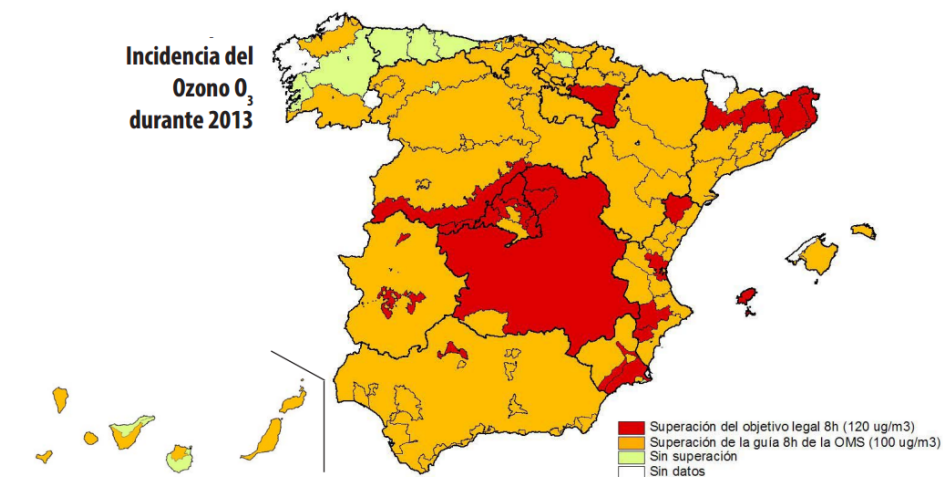 Incidencia del
Ozono O₃
durante 2013
Superación del objetivo legal 8h (120 ug/m3)
Superación de la guía 8h de la OMS (100 ug/m3)
Sin superación
Sin datos